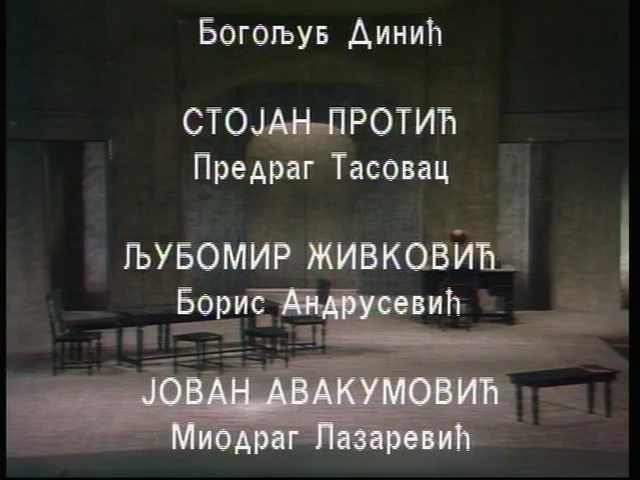 Богољуб Динић
СТОЈАН ПРОТИЋ
Предраг Тасовац
ЉУБОМИР ЖИВКОВИЋ
Борис Андрусевић
ЈОВАН АВАКУМОВИЋ
Миодраг Лазаревић